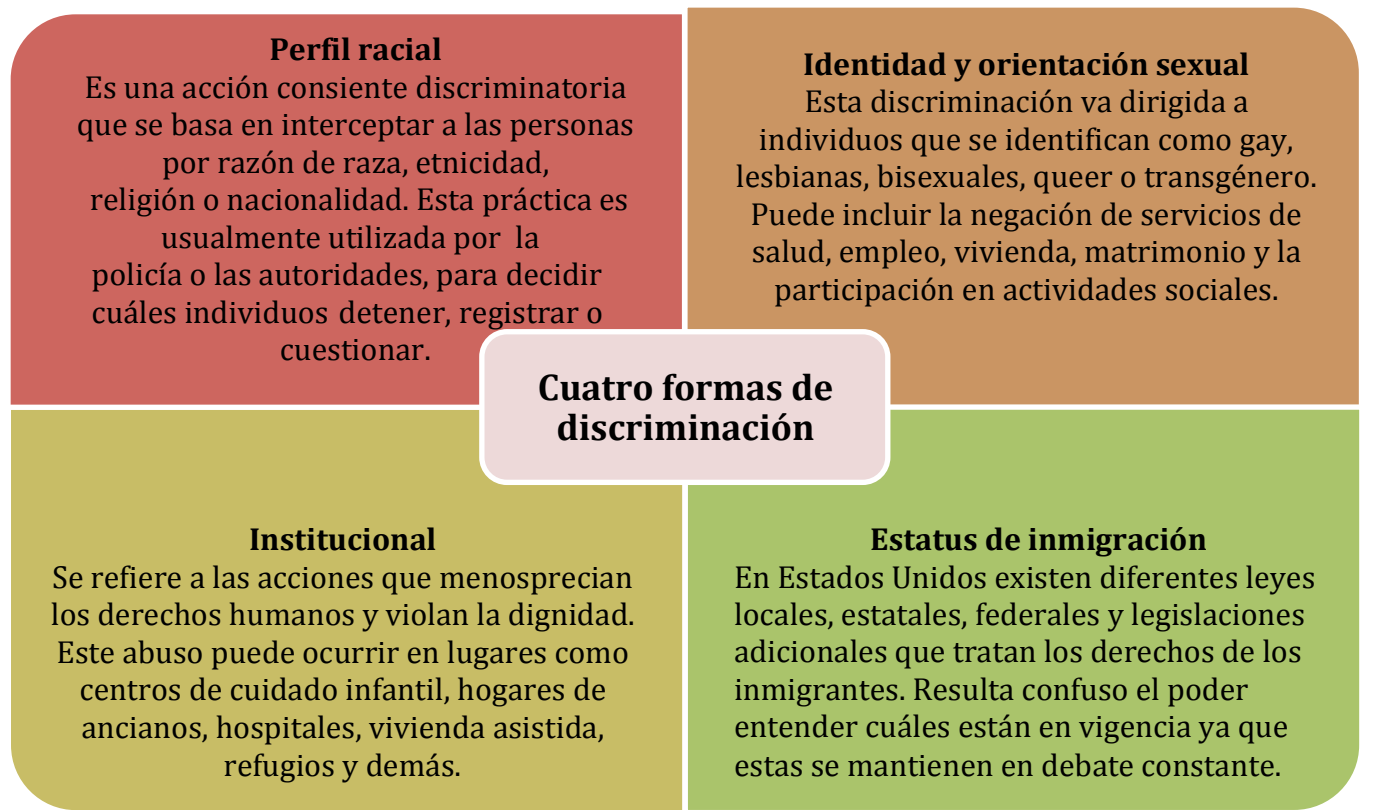 Perfil racial
Es una acción consiente discriminatoria
que se basa en interceptar a las personas
por razón de raza, etnicidad,
religión o nacionalidad. Esta práctica es
usualmente utilizada por la
policía o las autoridades, para decidir
cuáles individuos detener, registrar o
cuestionar.
Identidad y orientación sexual
Esta discriminación va dirigida a
individuos que se identifican como gay,
lesbianas, bisexuales, queer o transgénero.
Puede incluir la negación de servicios de
salud, empleo, vivienda, matrimonio y la
participación en actividades sociales.
Cuatro formas de
discriminación
Institucional
Se refiere a las acciones que menosprecian
los derechos humanos y violan la dignidad.
Este abuso puede ocurrir en lugares como
centros de cuidado infantil, hogares de
ancianos, hospitales, vivienda asistida,
refugios y demás.
Estatus de inmigración
En Estados Unidos existen diferentes leyes
locales, estatales, federales y legislaciones
adicionales que tratan los derechos de los
inmigrantes. Resulta confuso el poder
entender cuáles están en vigencia ya que
estas se mantienen en debate constante.